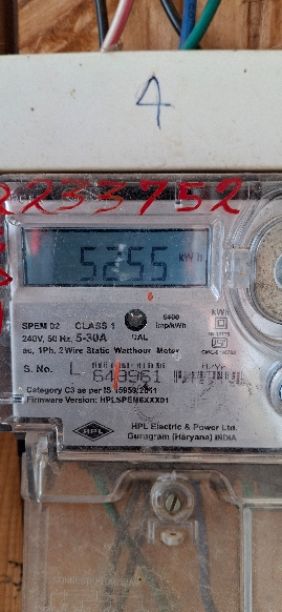 4
2233752
5255 kWh
SPEM 02 CLASS 1
6400 imp/kWh
240V, 50 Hz, 5-30A CAL
ac, 1Ph, 2 Wire Static Watthour Meter
S. No.
Category C3 as per IS 15959:2011
Firmware Version: HPLSPEM6XXX01
HPL
HPL Electric & Power Ltd.
Gurugram (Haryana) INDIA